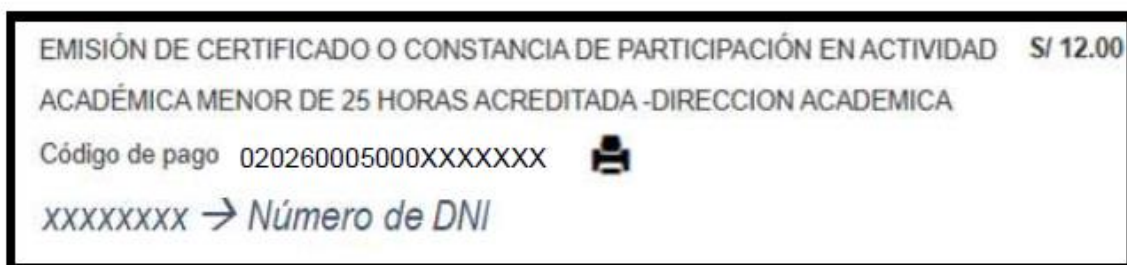 EMISIÓN DE CERTIFICADO O CONSTANCIA DE PARTICIPACIÓN EN ACTIVIDAD S/ 12.00
ACADÉMICA MENOR DE 25 HORAS ACREDITADA -DIRECCION ACADEMICA
Código de pago 020260005000XXXXXXX
xxxxxxxx → Número de DNI